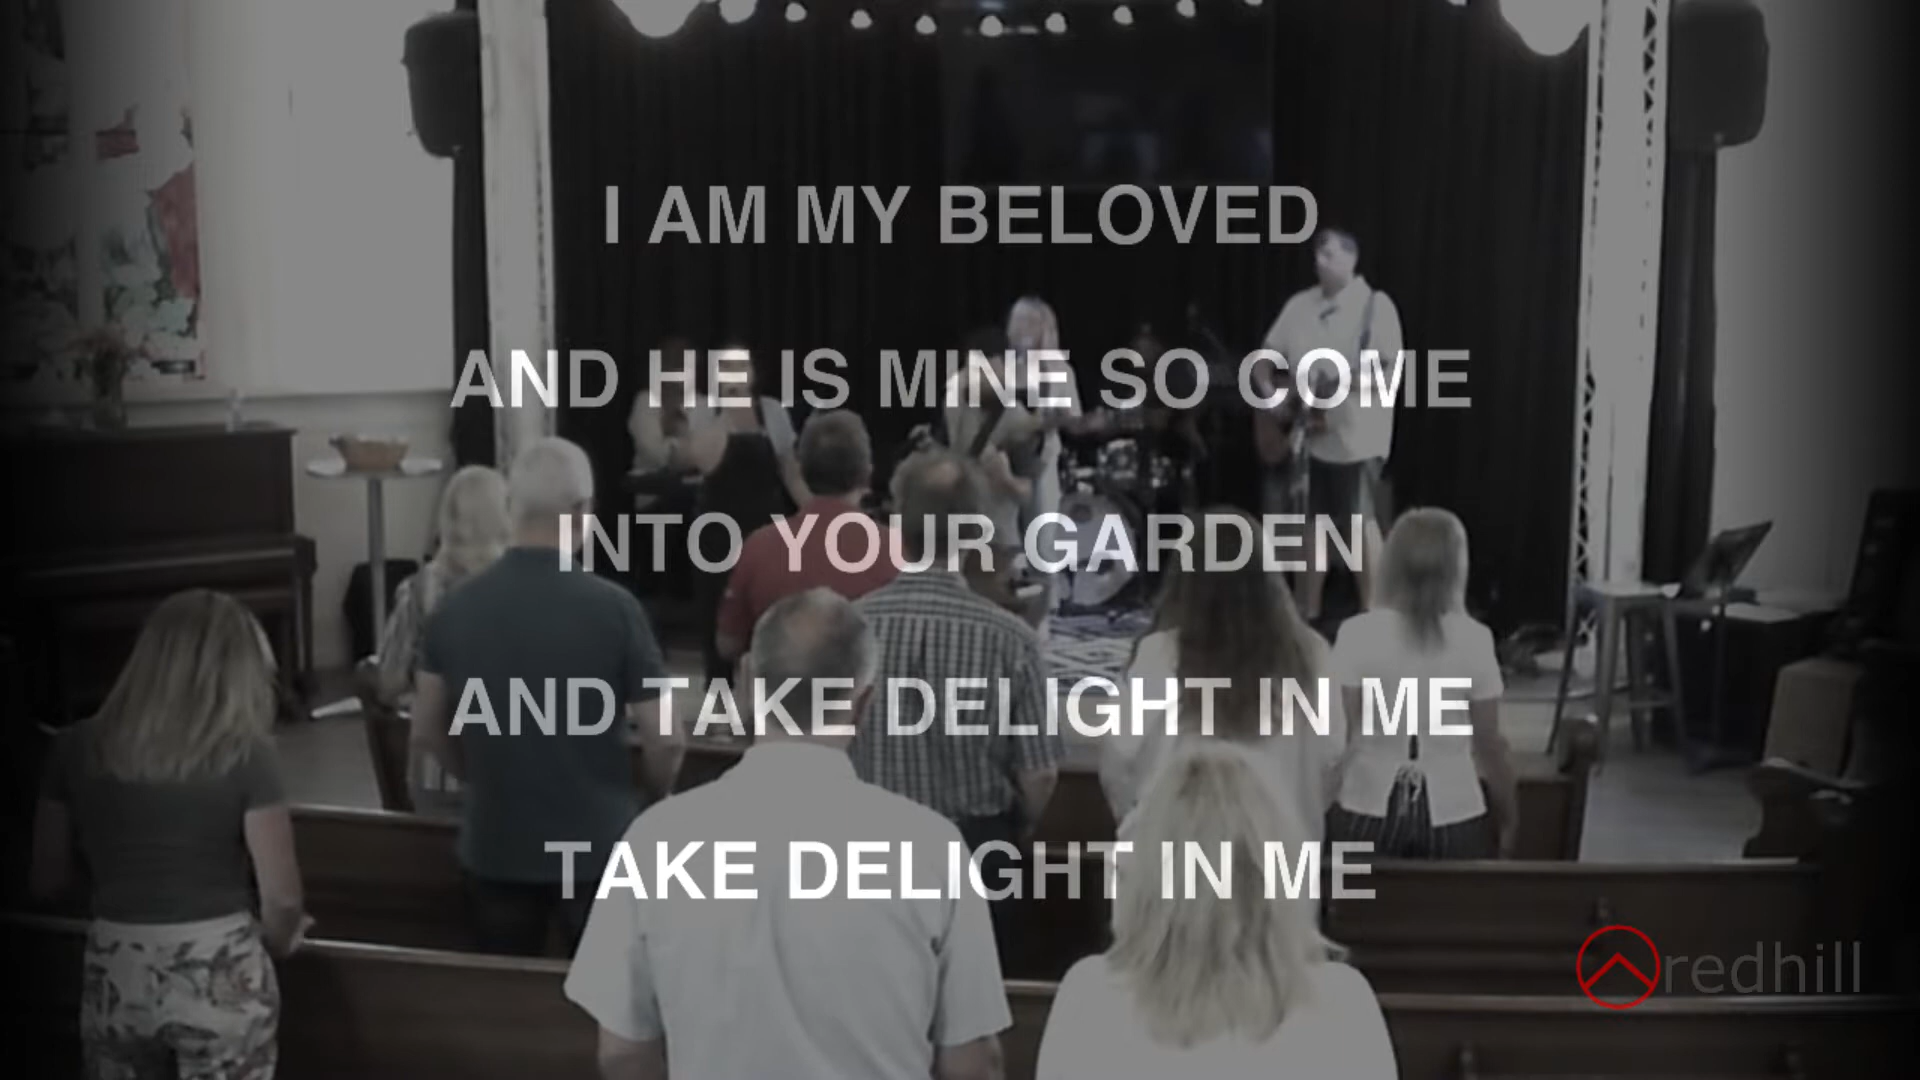 I AM MY BELOVED
AND HE IS MINE SO COME
INTO YOUR GARDEN
AND TAKE DELIGHT IN ME
TAKE DELIGHT IN ME
redhill